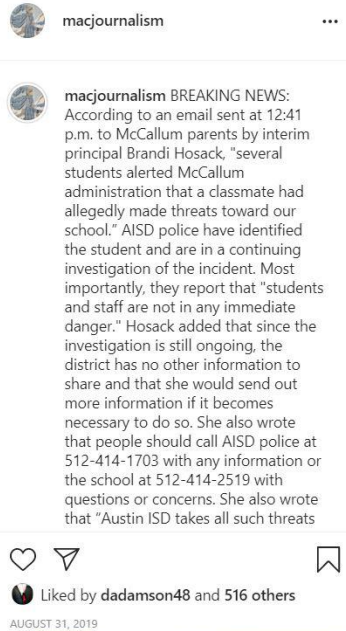 macjournalism
macjournalism BREAKING NEWS:
According to an email sent at 12:41
p.m. to McCallum parents by interim
principal Brandi Hosack, "several
students alerted McCallum
administration that a classmate had
allegedly made threats toward our
school." AISD police have identified
the student and are in a continuing
investigation of the incident. Most
importantly, they report that "students
and staff are not in any immediate
danger." Hosack added that since the
investigation is still ongoing, the
district has no other information to
share and that she would send out
more information if it becomes
necessary to do so. She also wrote
that people should call AISD police at
512-414-1703 with any information or
the school at 512-414-2519 with
questions or concerns. She also wrote
that “Austin ISD takes all such threats
Liked by dadamson48 and 516 others
AUGUST 31, 2019